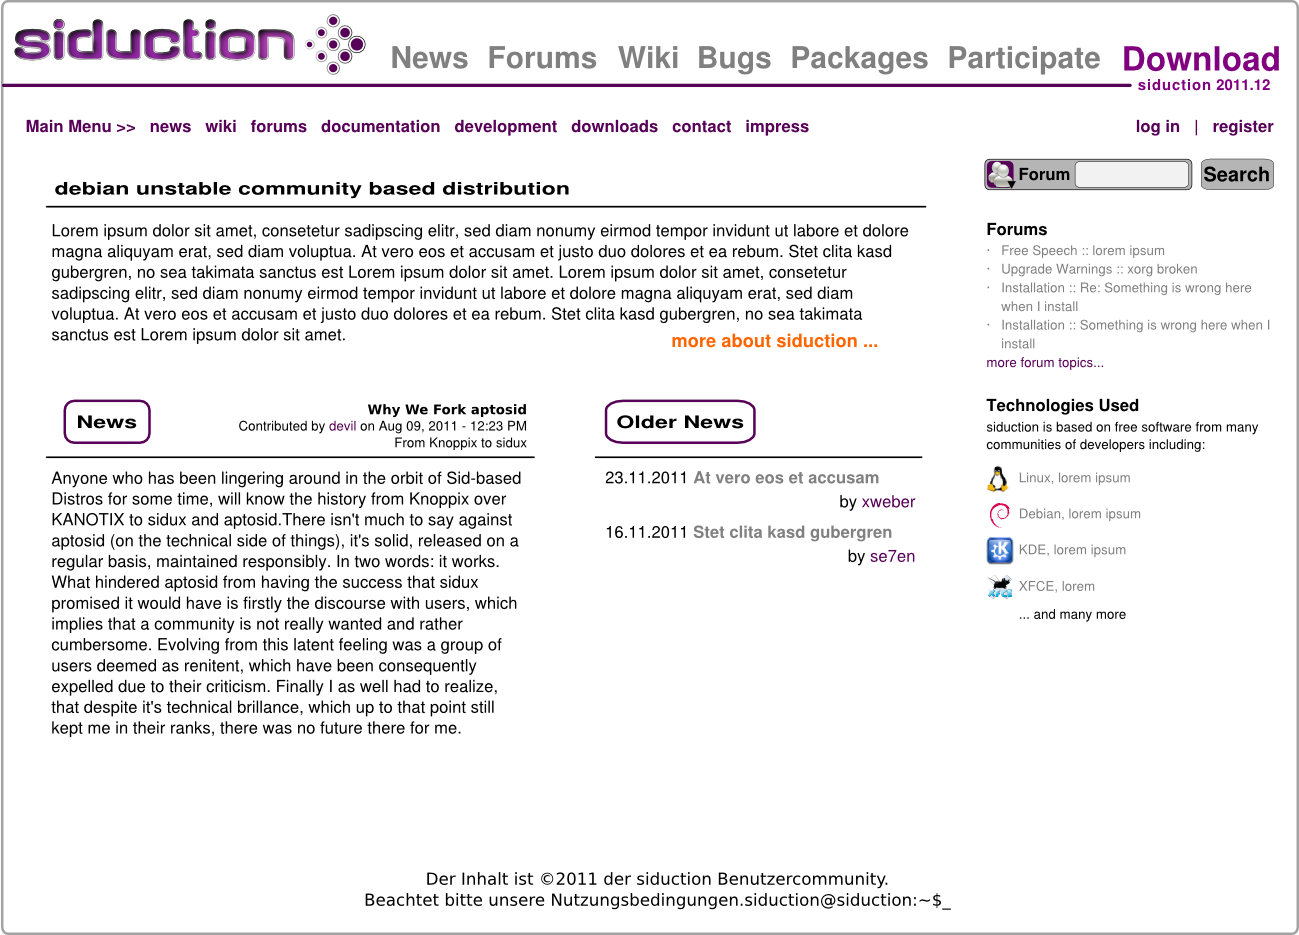 siduction
News Forums Wiki Bugs Packages Participate Download
siduction 2011.12
Main Menu >> news wiki forums documentation development downloads contact impress
log in | register
Forum Search
debian unstable community based distribution
Lorem ipsum dolor sit amet, consetetur sadipscing elitr, sed diam nonumy eirmod tempor invidunt ut labore et dolore
magna aliquyam erat, sed diam voluptua. At vero eos et accusam et justo duo dolores et ea rebum. Stet clita kasd
gubergren, no sea takimata sanctus est Lorem ipsum dolor sit amet. Lorem ipsum dolor sit amet, consetetur
sadipscing elitr, sed diam nonumy eirmod tempor invidunt ut labore et dolore magna aliquyam erat, sed diam
voluptua. At vero eos et accusam et justo duo dolores et ea rebum. Stet clita kasd gubergren, no sea takimata
sanctus est Lorem ipsum dolor sit amet.
more about siduction ...
News
Why We Fork aptosid
Contributed by devil on Aug 09, 2011 - 12:23 PM
From Knoppix to sidux
Anyone who has been lingering around in the orbit of Sid-based
Distros for some time, will know the history from Knoppix over
KANOTIX to sidux and aptosid.There isn't much to say against
aptosid (on the technical side of things), it's solid, released on a
regular basis, maintained responsibly. In two words: it works.
What hindered aptosid from having the success that sidux
promised it would have is firstly the discourse with users, which
implies that a community is not really wanted and rather
cumbersome. Evolving from this latent feeling was a group of
users deemed as renitent, which have been consequently
expelled due to their criticism. Finally I as well had to realize,
that despite it's technical brillance, which up to that point still
kept me in their ranks, there was no future there for me.
Older News
23.11.2011 At vero eos et accusam
by xweber
16.11.2011 Stet clita kasd gubergren
by se7en
Forums
· Free Speech :: lorem ipsum
· Upgrade Warnings :: xorg broken
· Installation :: Re: Something is wrong here
when I install
· Installation :: Something is wrong here when I
install
more forum topics...
Technologies Used
siduction is based on free software from many
communities of developers including:
Linux, lorem ipsum
Debian, lorem ipsum
KDE, lorem ipsum
XFCE XFCE, lorem
... and many more
Der Inhalt ist ©2011 der siduction Benutzercommunity.
Beachtet bitte unsere Nutzungsbedingungen.siduction@siduction:~$_